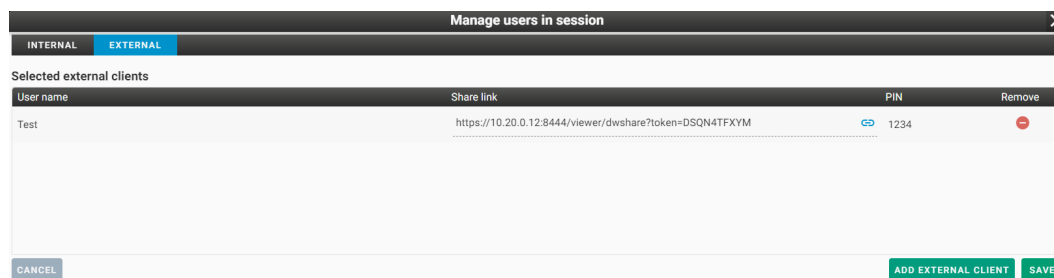 Manage users in session
INTERNAL EXTERNAL
Selected external clients
User name Share link PIN Remove
Test https://10.20.0.12:8444/viewer/dwshare?token=DSQN4TFXYM 1234
CANCEL ADD EXTERNAL CLIENT SAVE